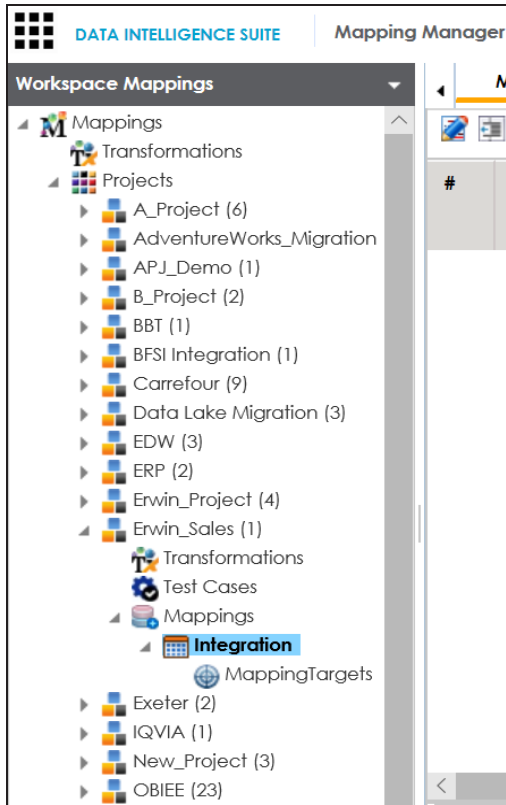 DATA INTELLIGENCE SUITE
Mapping Manager
Workspace Mappings
Mappings
Transformations
Projects
A_Project (6)
AdventureWorks_Migration
APJ_Demo (1)
B_Project (2)
BBT (1)
BFSI Integration (1)
Carrefour (9)
Data Lake Migration (3)
EDW (3)
ERP (2)
Erwin_Project (4)
Erwin_Sales (1)
Transformations
Test Cases
Mappings
Integration
MappingTargets
Exeter (2)
IQVIA (1)
New_Project (3)
OBIEE (23)
M
#